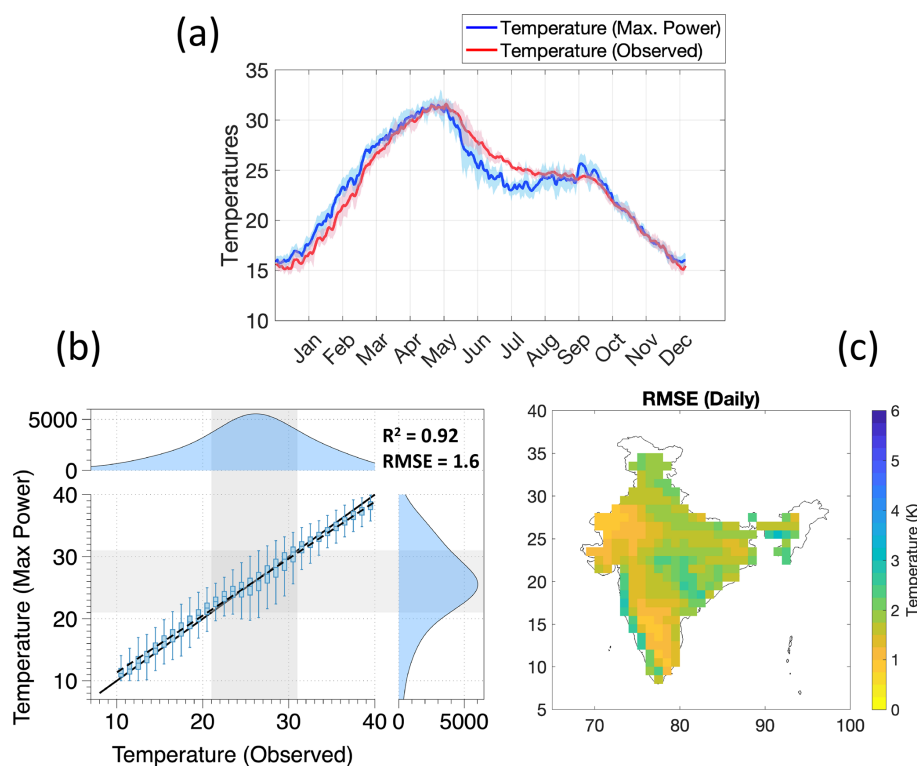 (a)
Temperature (Max. Power)
Temperature (Observed)
Temperatures
35
30
25
20
15
10
Jan
Feb
Mar
Apr
May
Jun
Jul
Aug
Sep
Oct
Nov
Dec
(b)
5000
0
R² = 0.92
RMSE = 1.6
Temperature (Max Power)
40
30
20
10
10
20
30
40
0
5000
Temperature (Observed)
(c)
RMSE (Daily)
40
35
30
25
20
15
10
5
70
80
90
100
6
5
4
3
2
1
0
Temperature (K)